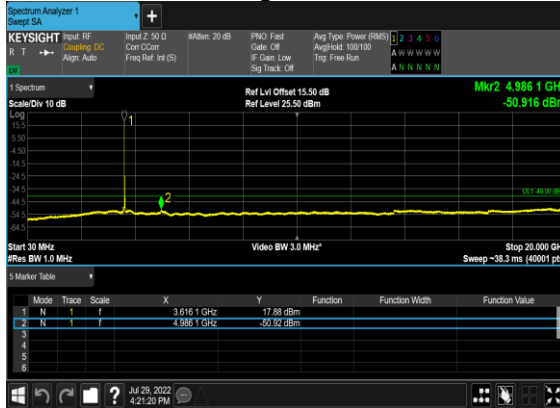 Spectrum Analyzer 1
Swept SA
KEYSIGHT Input: RF Input Z: 50 Ω #Atten: 20 dB PNO: Fast Avg Type: Power (RMS) 1 2 3 4 5 6
R T Coupling: DC Corr CCorr Gate: Off Avg|Hold: 100/100 A W W W W W
Align: Auto Freq Ref: Int (S) IF Gain: Low Trig: Free Run
Sig Track: Off A N N N N N
1 Spectrum Ref Lvl Offset 15.50 dB Mkr2 4.986 1 GH
Scale/Div 10 dB Ref Level 25.50 dBm -50.916 dB
Log
15.5
5.50
-4.50
-14.5
-24.5
-34.5
-44.5
-54.5
-64.5
1
2
DL1 -40.00 dB
Start 30 MHz Video BW 3.0 MHz* Stop 20.000 GH
#Res BW 1.0 MHz Sweep ~38.3 ms (40001 pt
5 Marker Table
Mode Trace Scale X Y Function Function Width Function Value
1 N 1 f 3.616 1 GHz 17.88 dBm
2 N 1 f 4.986 1 GHz -50.92 dBm
3
4
5
6
? Jul 29, 2022
4:21:20 PM